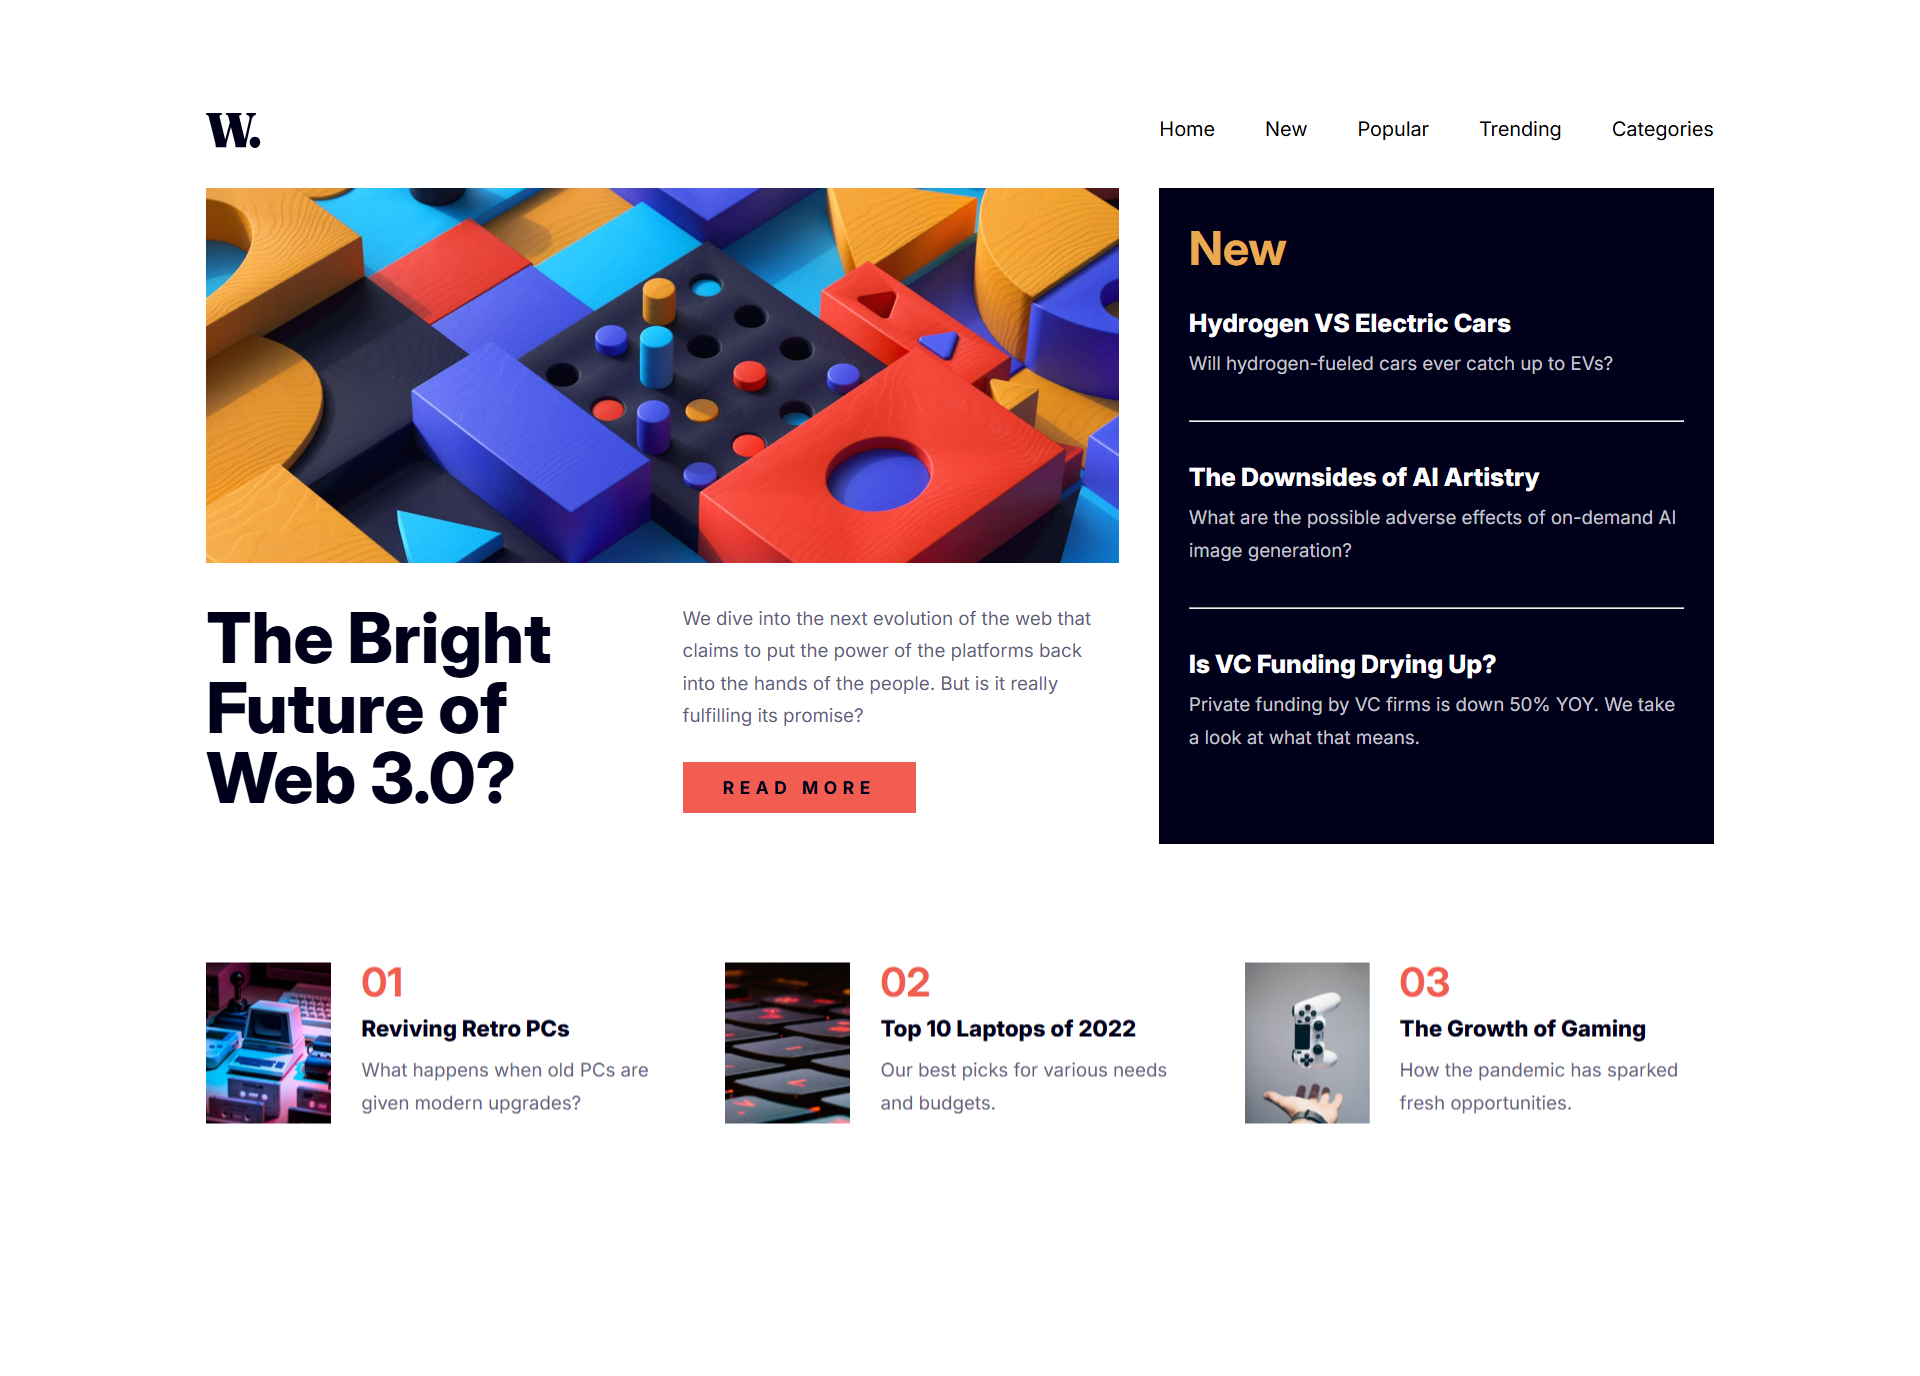 W.
Home New Popular Trending Categories
The Bright
Future of
Web 3.0?
We dive into the next evolution of the web that
claims to put the power of the platforms back
into the hands of the people. But is it really
fulfilling its promise?
READ MORE
New
Hydrogen VS Electric Cars
Will hydrogen-fueled cars ever catch up to EVs?
The Downsides of AI Artistry
What are the possible adverse effects of on-demand AI
image generation?
Is VC Funding Drying Up?
Private funding by VC firms is down 50% YOY. We take
a look at what that means.
01
Reviving Retro PCs
What happens when old PCs are
given modern upgrades?
02
Top 10 Laptops of 2022
Our best picks for various needs
and budgets.
03
The Growth of Gaming
How the pandemic has sparked
fresh opportunities.